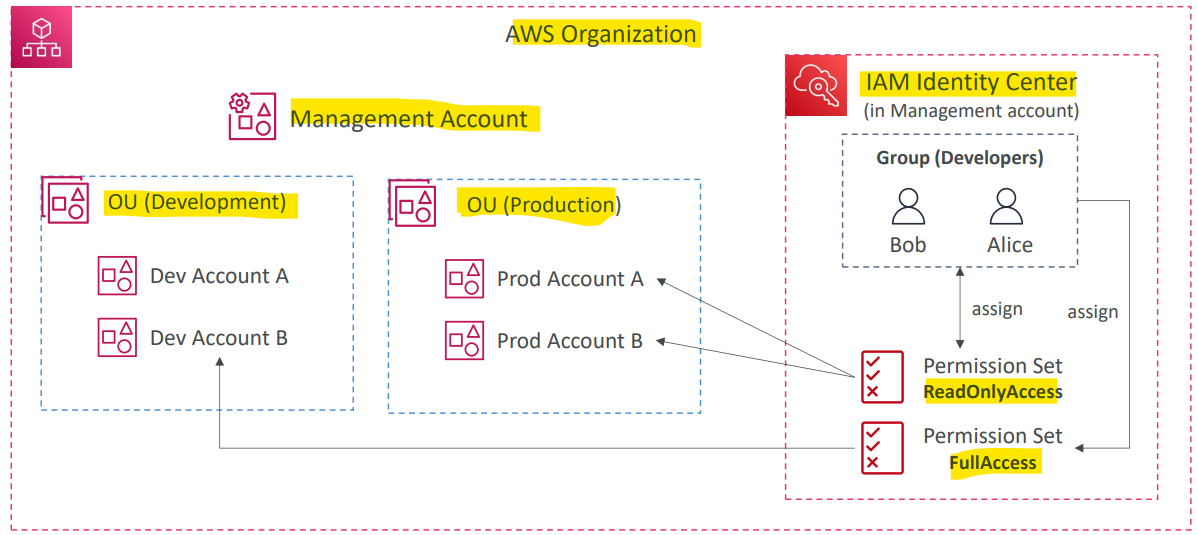 AWS Organization
Management Account
IAM Identity Center
(in Management account)
Group (Developers)
Bob
Alice
OU (Development)
Dev Account A
Dev Account B
OU (Production)
Prod Account A
Prod Account B
assign
assign
Permission Set
ReadOnlyAccess
Permission Set
FullAccess